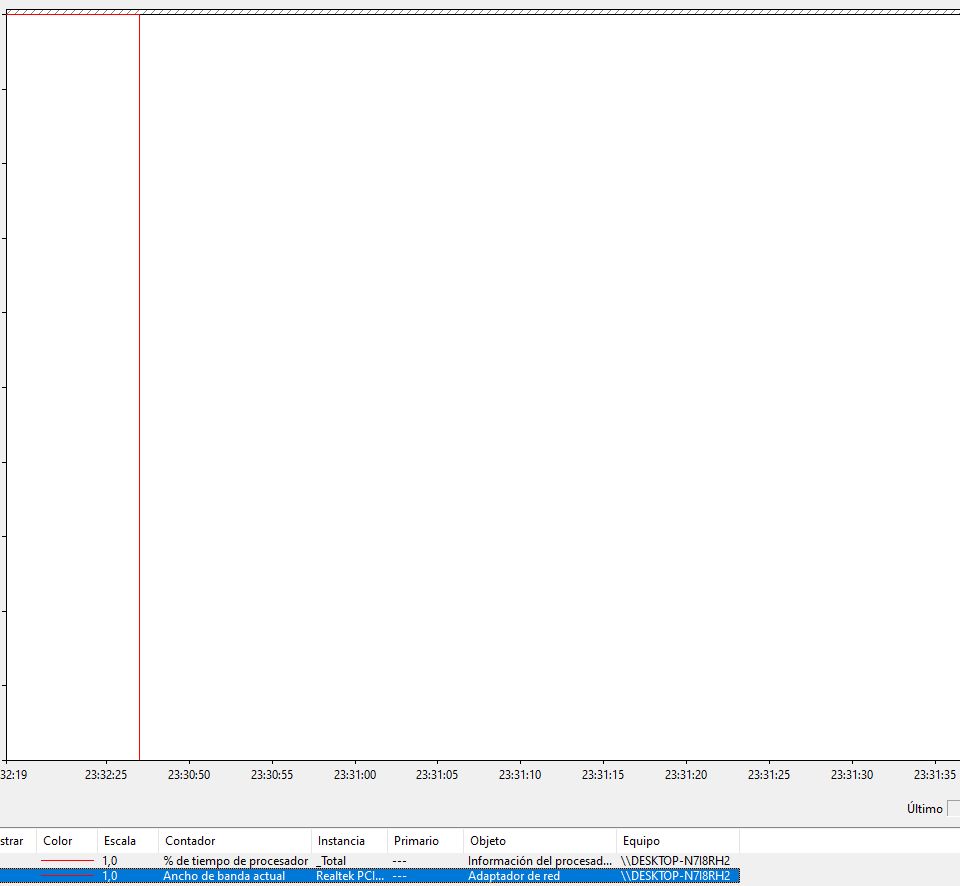 32:19 23:32:25 23:30:50 23:30:55 23:31:00 23:31:05 23:31:10 23:31:15 23:31:20 23:31:25 23:31:30 23:31:35
Último
strar Color Escala Contador Instancia Primario Objeto Equipo
1,0 % de tiempo de procesador _Total --- Información del procesad... \\DESKTOP-N7I8RH2
1,0 Ancho de banda actual Realtek PCI... --- Adaptador de red \\DESKTOP-N7I8RH2